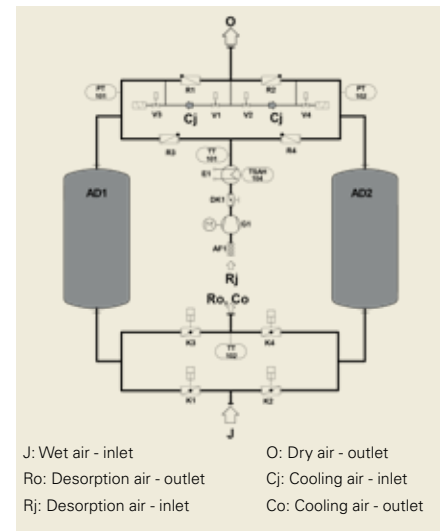 O
PT 101
R1
R2
PT 102
V3
Cj
V1
V2
Cj
V4
R3
R4
TT 101
E1
TSAH 104
AD1
AD2
DK1
G1
AF1
Rj
Ro, Co
K3
K4
TT 102
K1
K2
J
J: Wet air - inlet
O: Dry air - outlet
Ro: Desorption air - outlet
Cj: Cooling air - inlet
Rj: Desorption air - inlet
Co: Cooling air - outlet